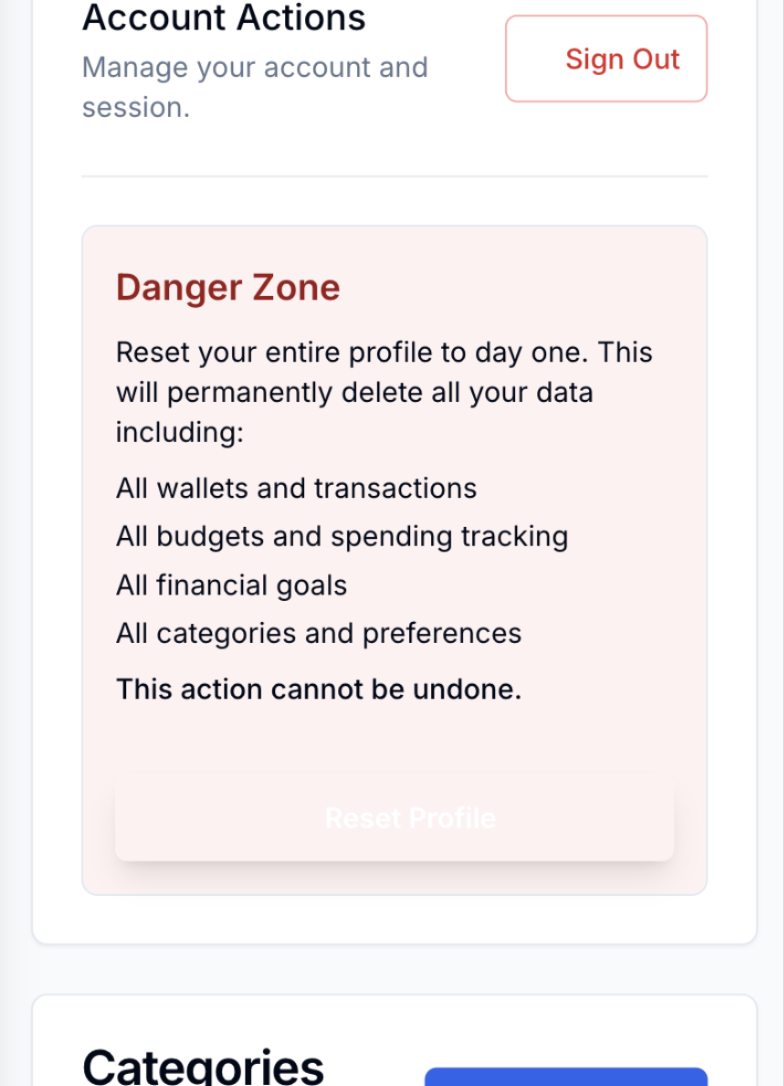 Account Actions
Manage your account and
session.
Sign Out
Danger Zone
Reset your entire profile to day one. This
will permanently delete all your data
including:
All wallets and transactions
All budgets and spending tracking
All financial goals
All categories and preferences
This action cannot be undone.
Reset Profile
Categories